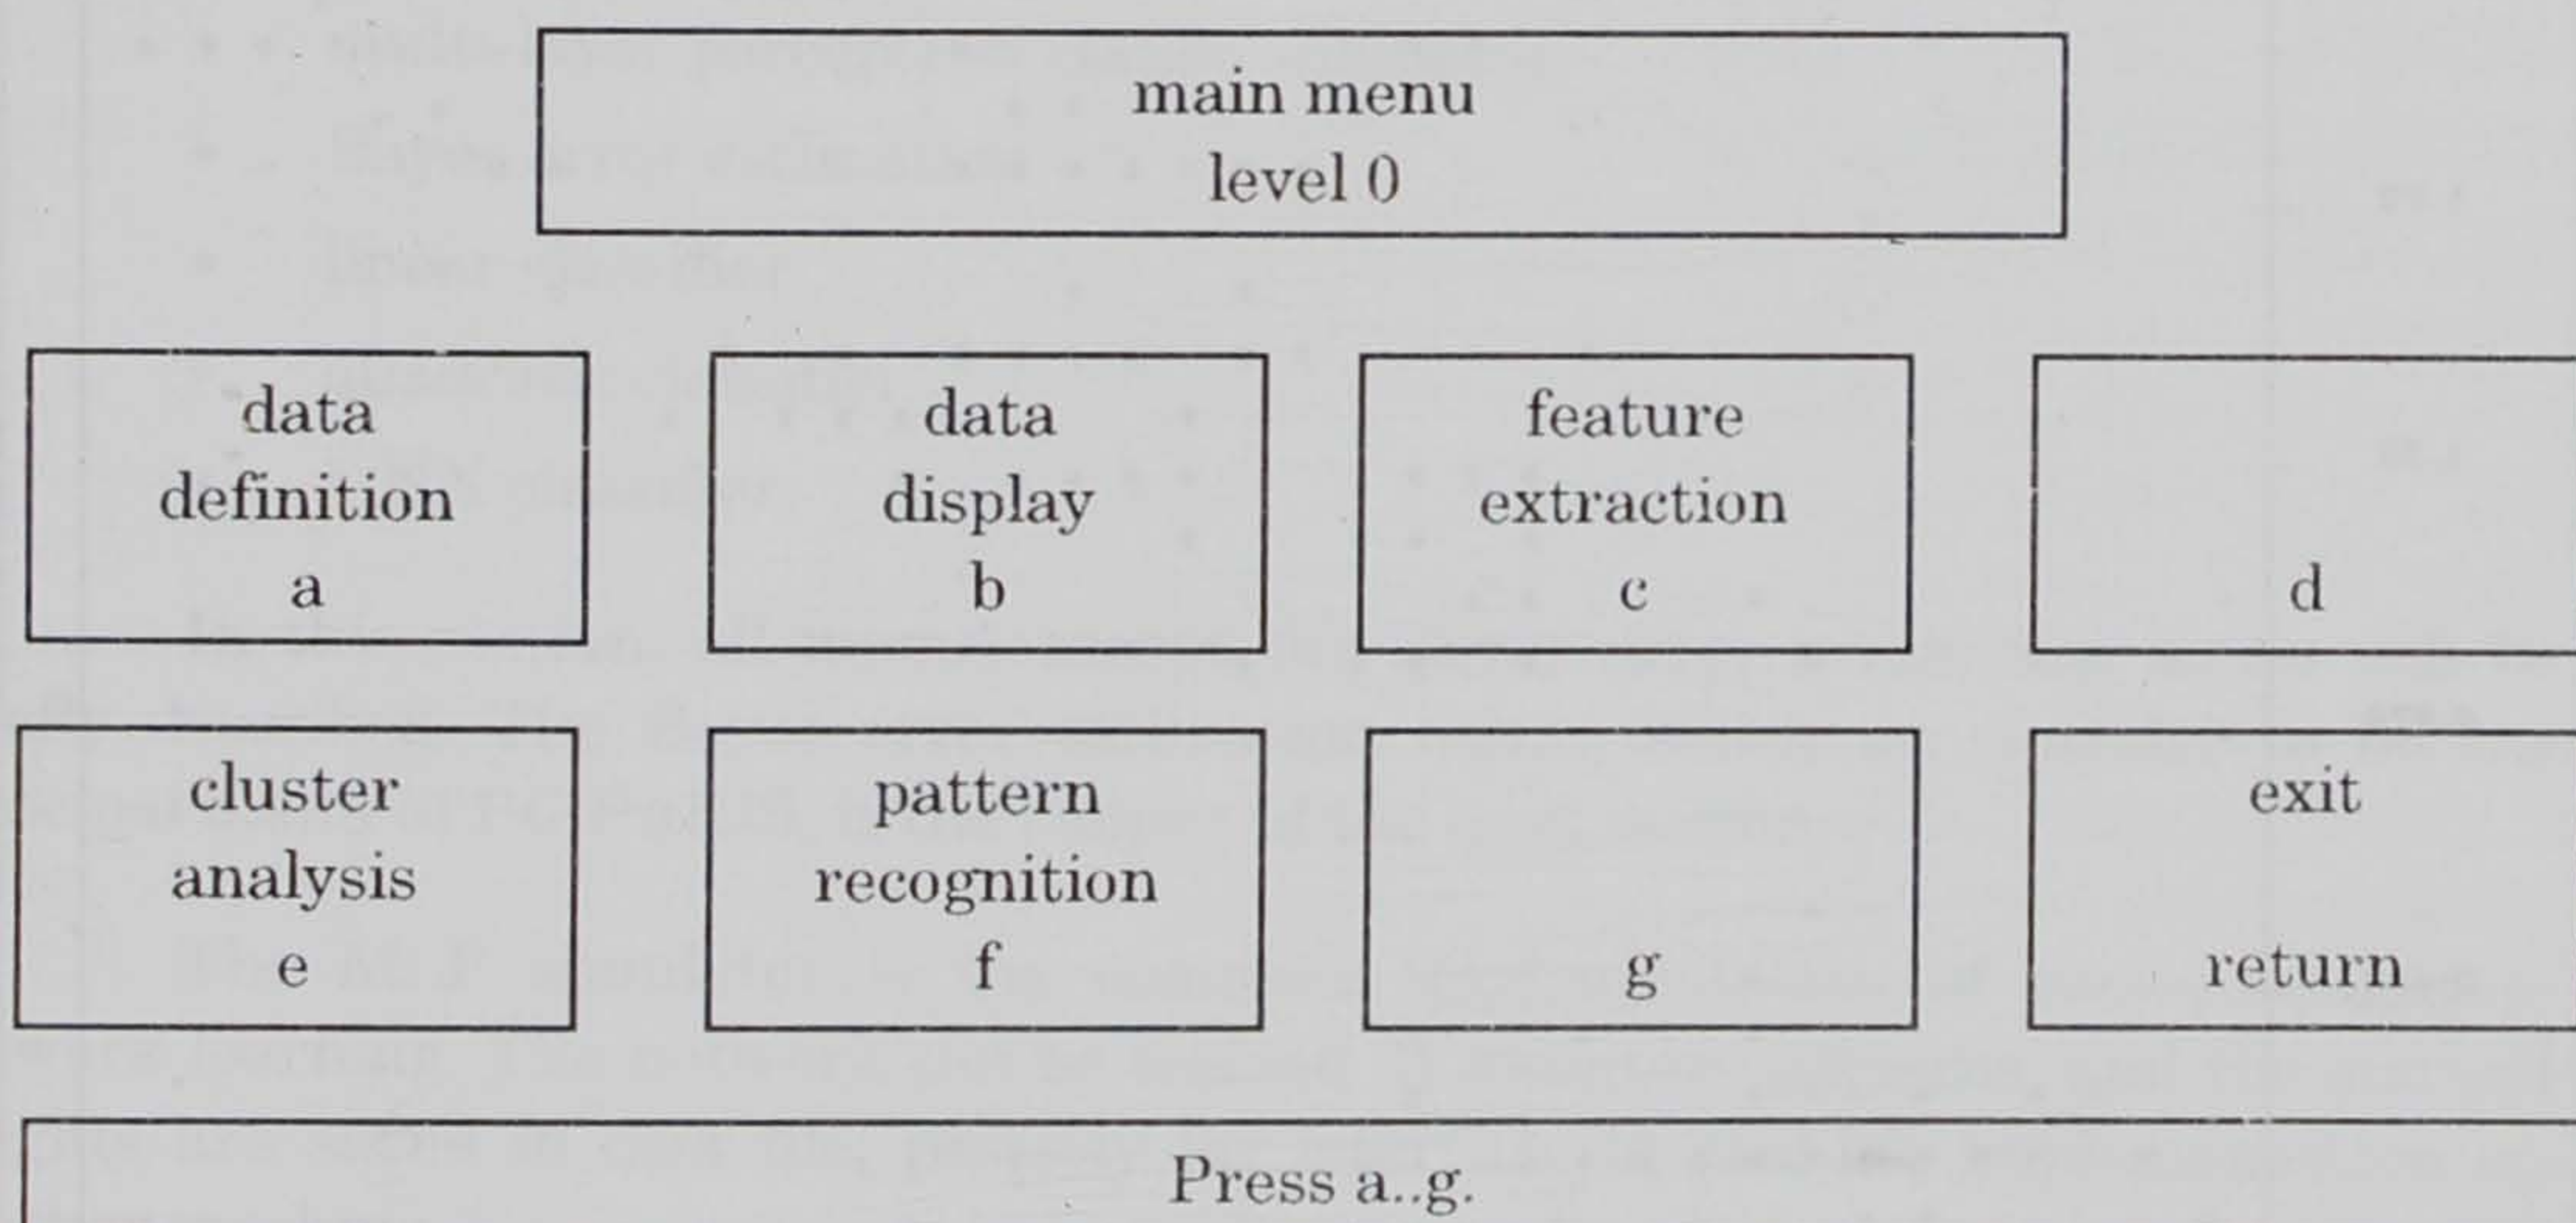 main menu
level 0
data
definition
a
data
display
b
feature
extraction
c
d
cluster
analysis
e
pattern
recognition
f
g
exit
return
Press a..g.